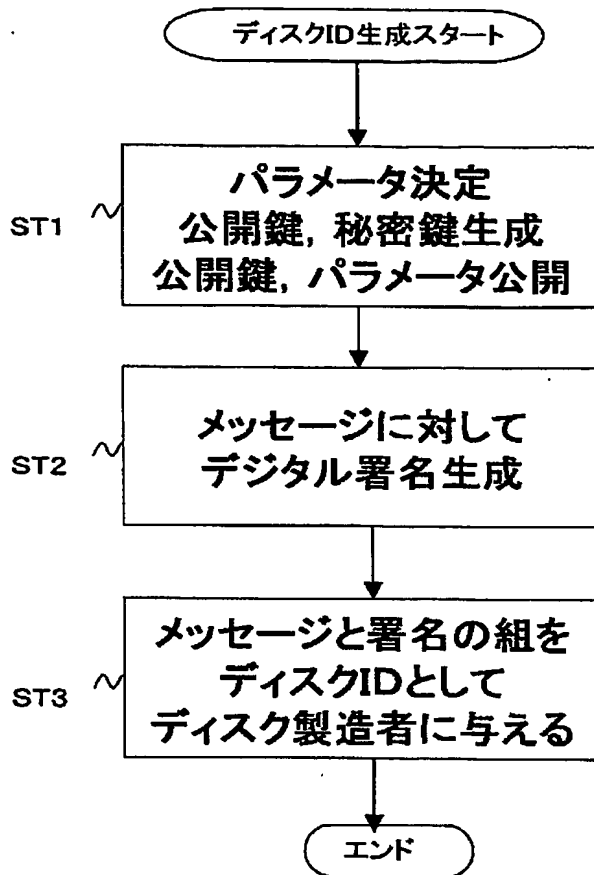 ディスクID生成スタート
ST1
パラメータ決定
公開鍵, 秘密鍵生成
公開鍵, パラメータ公開
ST2
メッセージに対して
デジタル署名生成
ST3
メッセージと署名の組を
ディスクIDとして
ディスク製造者に与える
エンド